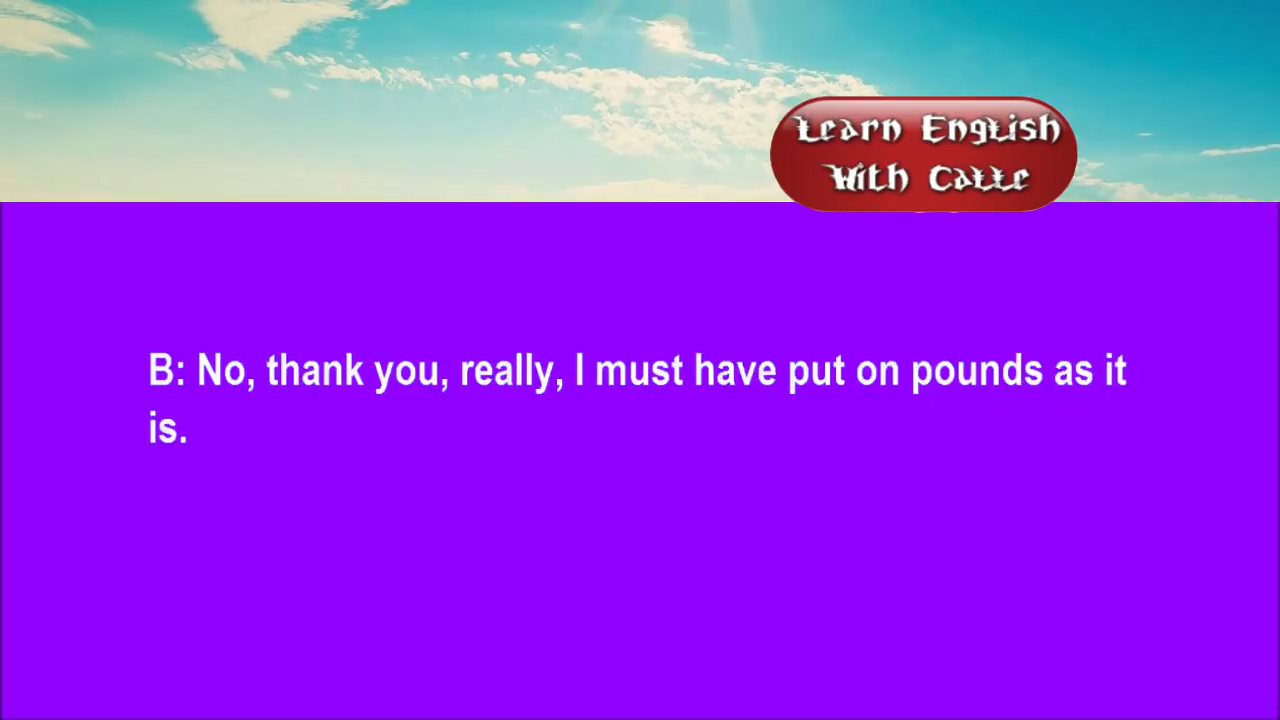 Learn English
With Catte
B: No, thank you, really, I must have put on pounds as it
is.